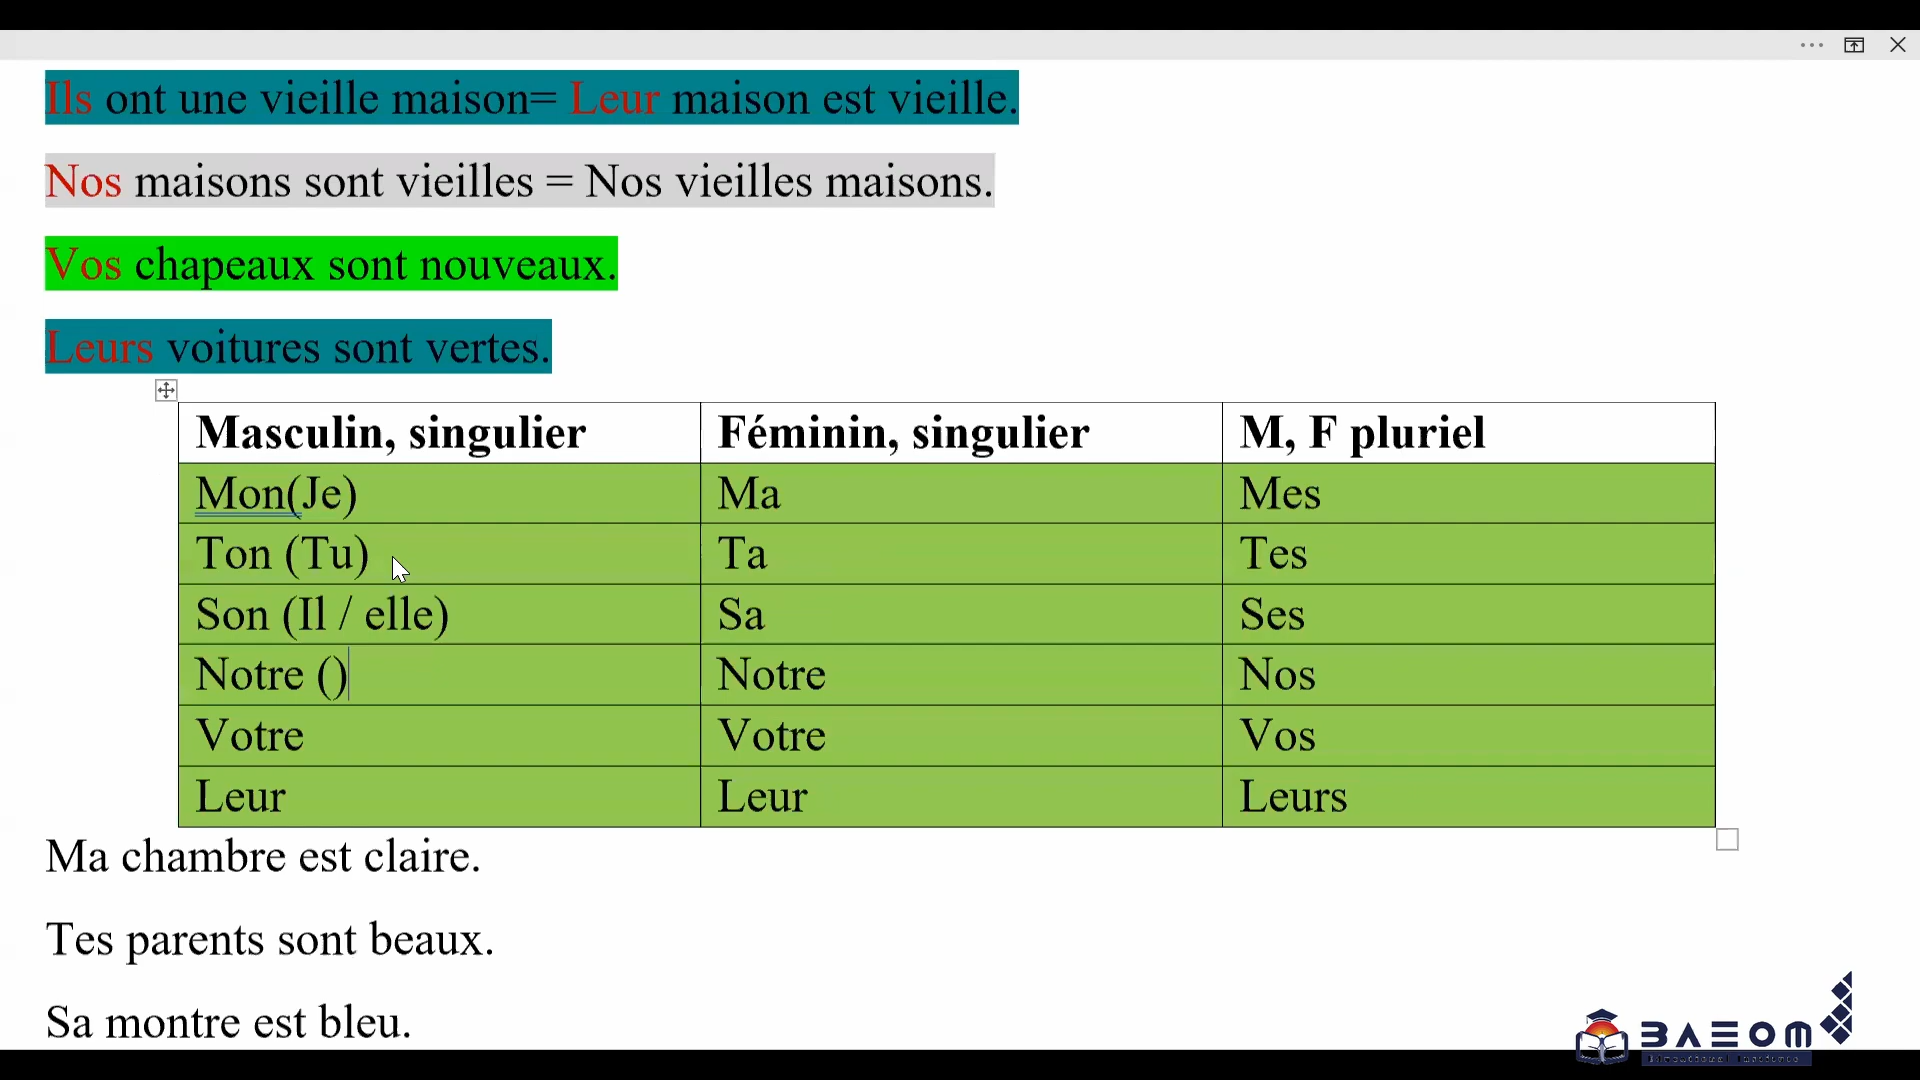 Ils ont une vieille maison= Leur maison est vieille.
Nos maisons sont vieilles = Nos vieilles maisons.
Vos chapeaux sont nouveaux.
Leurs voitures sont vertes.
Masculin, singulier Féminin, singulier M, F pluriel
Mon(Je) Ma Mes
Ton (Tu) Ta Tes
Son (Il / elle) Sa Ses
Notre () Notre Nos
Votre Votre Vos
Leur Leur Leurs
Ma chambre est claire.
Tes parents sont beaux.
Sa montre est bleu.
BAEOM
Educational Institute